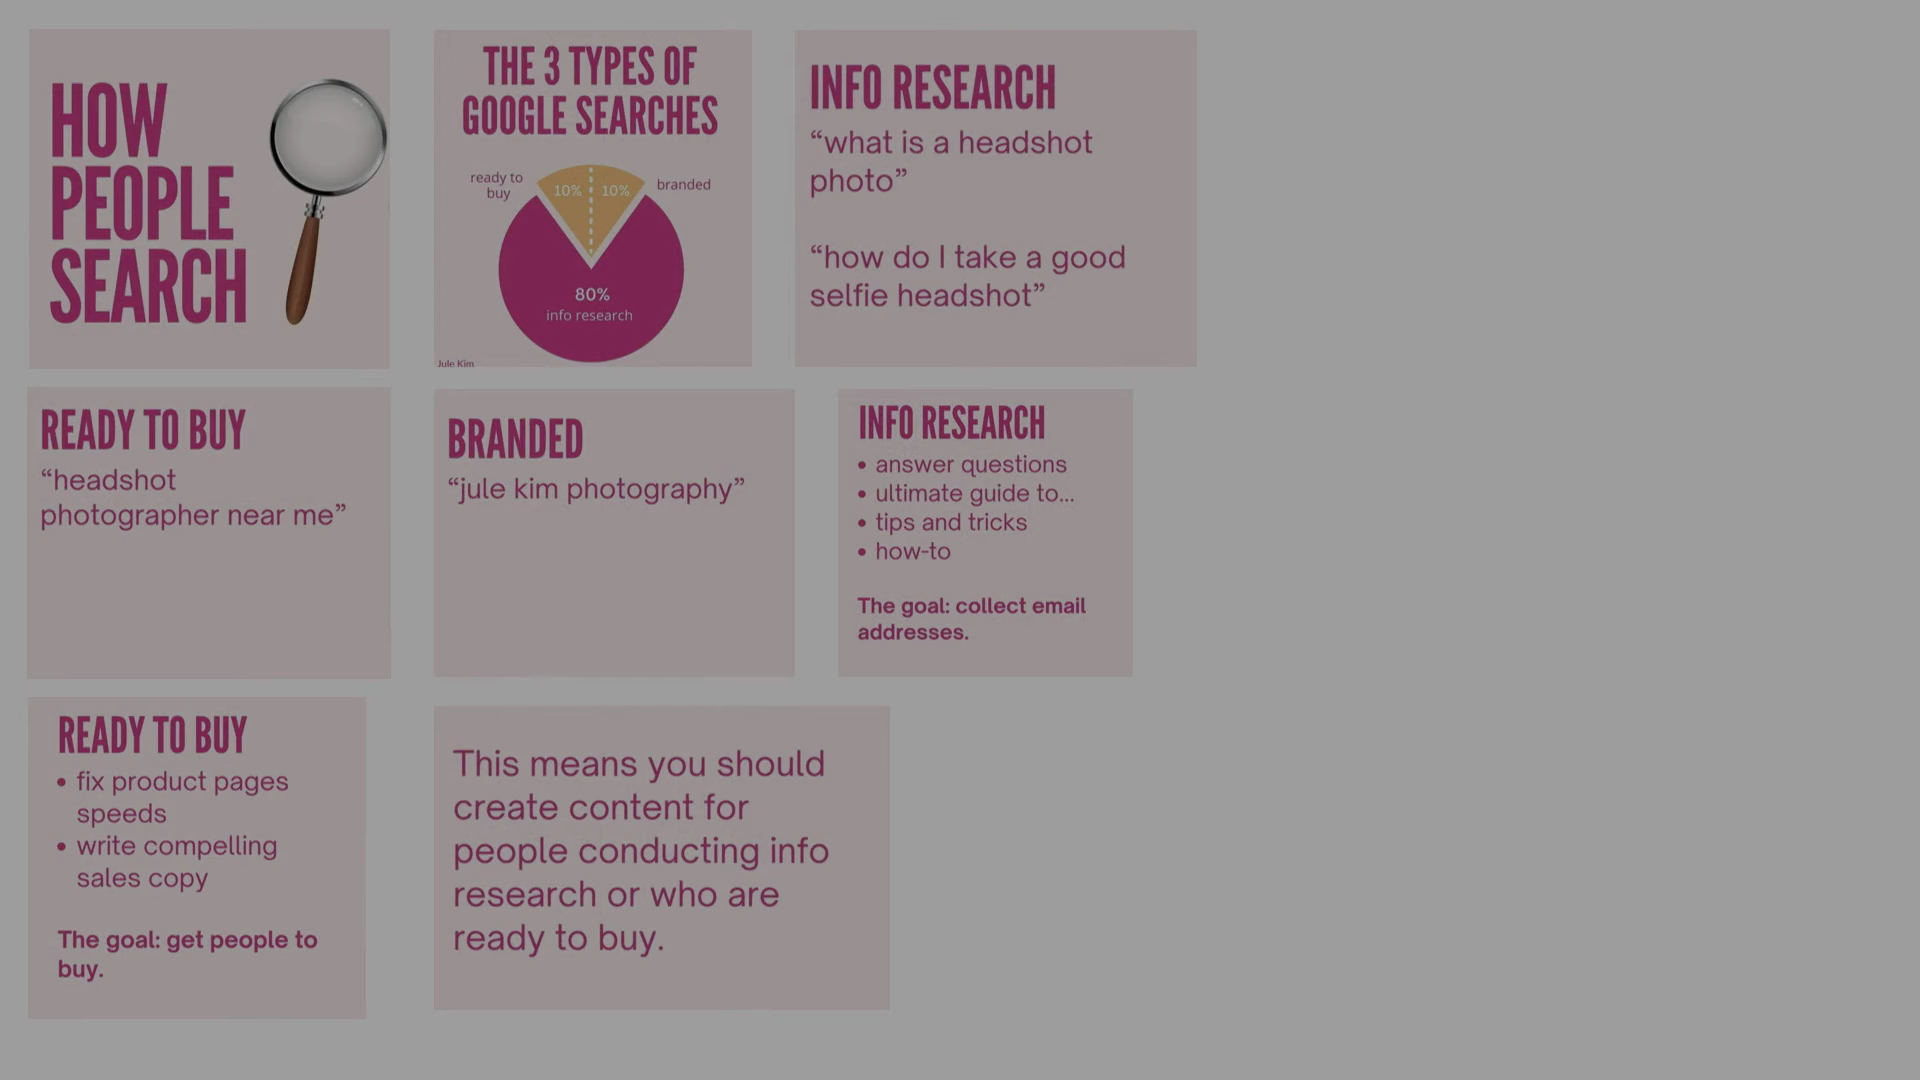 HOW
PEOPLE
SEARCH
THE 3 TYPES OF
GOOGLE SEARCHES
ready to
buy
10%
10%
branded
80%
info research
Jule Kim
INFO RESEARCH
“what is a headshot
photo”
“how do I take a good
selfie headshot”
READY TO BUY
“headshot
photographer near me”
BRANDED
“jule kim photography”
INFO RESEARCH
• answer questions
• ultimate guide to...
• tips and tricks
• how-to
The goal: collect email
addresses.
READY TO BUY
• fix product pages
speeds
• write compelling
sales copy
The goal: get people to
buy.
This means you should
create content for
people conducting info
research or who are
ready to buy.